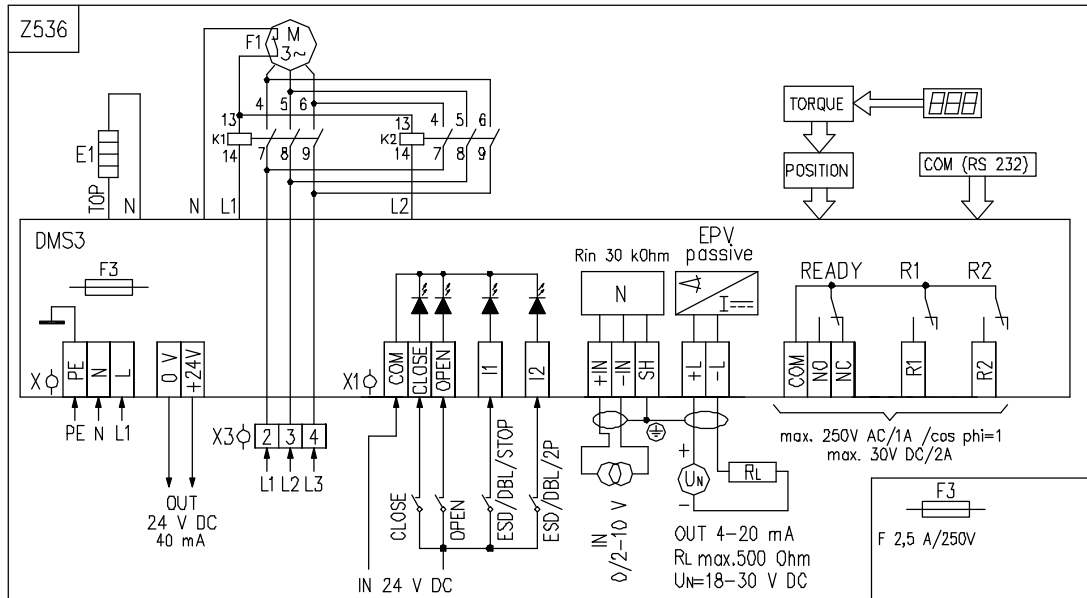 Z536
F1
M
3~
4 5 6
4 5 6
13
13
K1
K2
14
14
7 8 9
7 8 9
E1
TOP
N
N
L1
L2
TORQUE
POSITION
COM (RS 232)
DMS3
F3
Rin 30 kOhm
N
EPV
passive
I
READY
R1
R2
X
PE
N
L
0 V
+24V
X1
COM
CLOSE
OPEN
I1
I2
+IN
-IN
SH
+L
-L
COM
NO
NC
R1
R2
PE N L1
X3
2 3 4
L1 L2 L3
OUT
24 V DC
40 mA
CLOSE
OPEN
ESD/DBL/STOP
ESD/DBL/2P
IN 24 V DC
IN
0/2-10 V
+
UN
-
RL
OUT 4-20 mA
RL max.500 Ohm
UN=18-30 V DC
max. 250V AC/1A /cos phi=1
max. 30V DC/2A
F3
F 2,5 A/250V